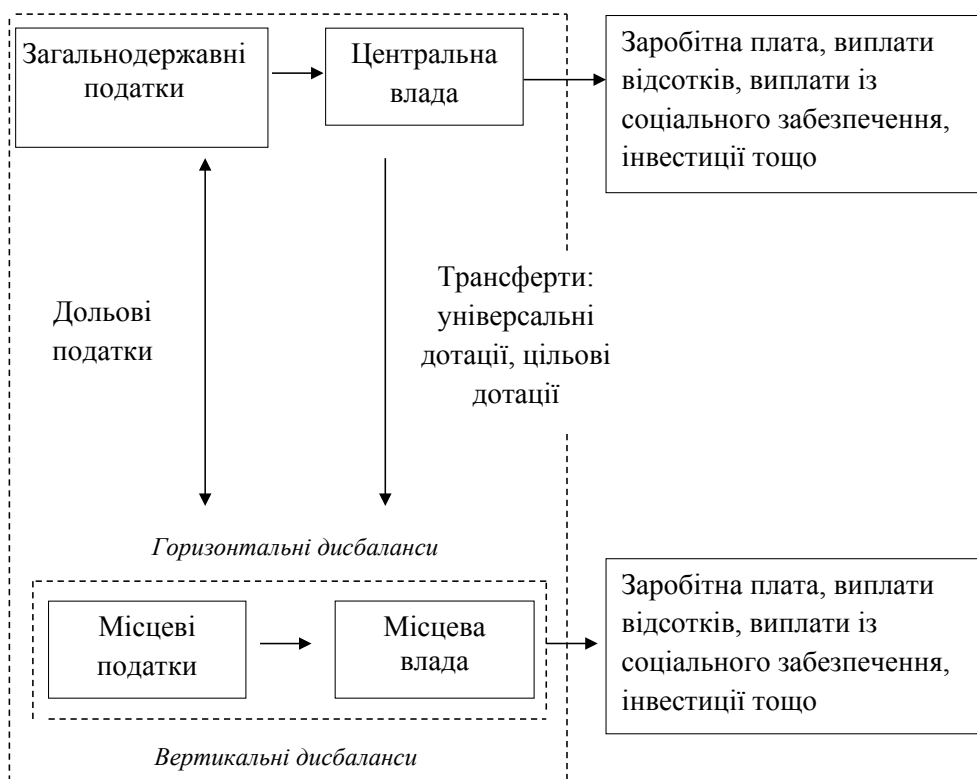 Загальнодержавні
податки
Центральна
влада
Заробітна плата, виплати
відсотків, виплати із
соціального забезпечення,
інвестиції тощо
Дольові
податки
Трансферти:
універсальні
дотації, цільові
дотації
Горизонтальні дисбаланси
Місцеві
податки
Місцева
влада
Заробітна плата, виплати
відсотків, виплати із
соціального забезпечення,
інвестиції тощо
Вертикальні дисбаланси